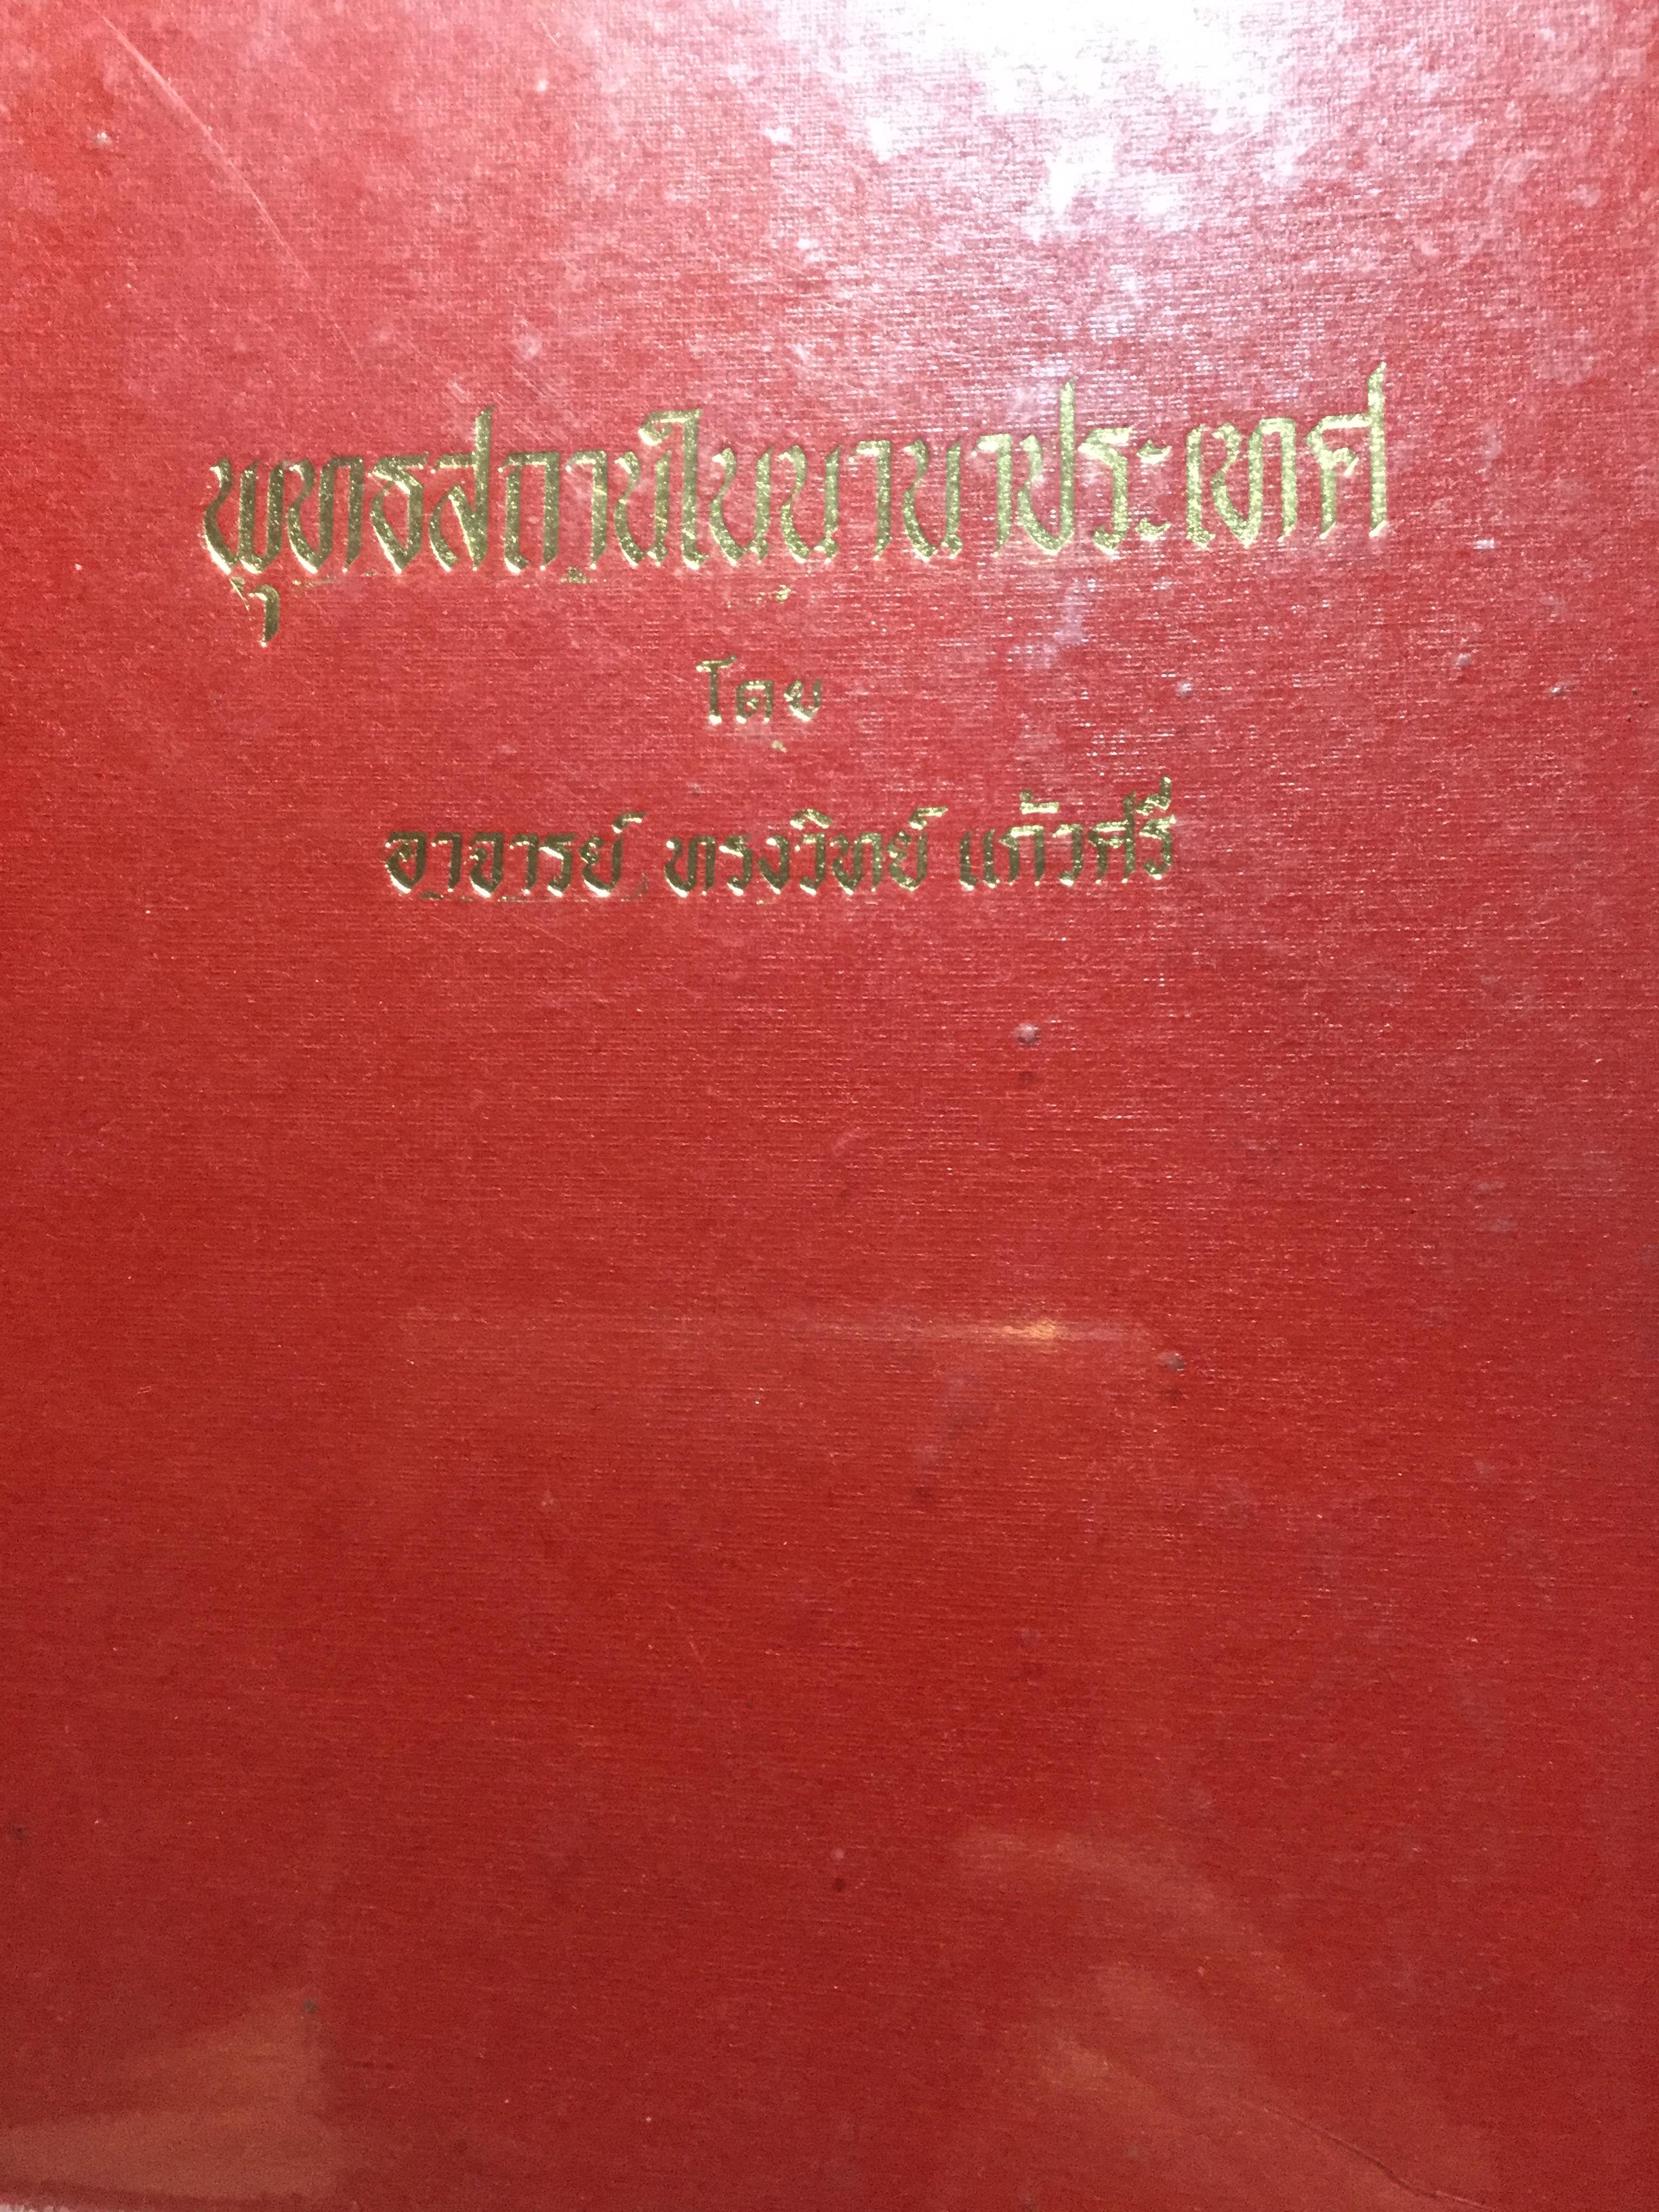 พุทธสถานในนานาประเทศ
โดย
อาจารย์ ทรงวิทย์ แก้วศรี